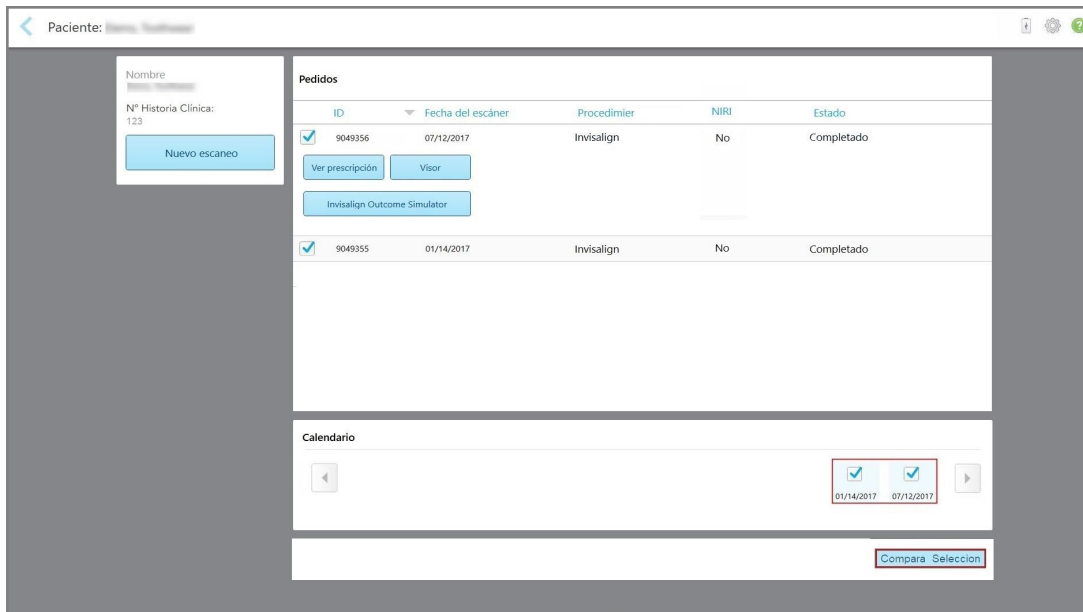 Paciente:
?
Nombre
Nº Historia Clínica:
123
Nuevo escaneo
Pedidos
ID Fecha del escáner Procedimier NIRI Estado
9049356 07/12/2017 Invisalign No Completado
Ver prescripción Visor
Invisalign Outcome Simulator
9049355 01/14/2017 Invisalign No Completado
Calendario
01/14/2017 07/12/2017
Compara Seleccion